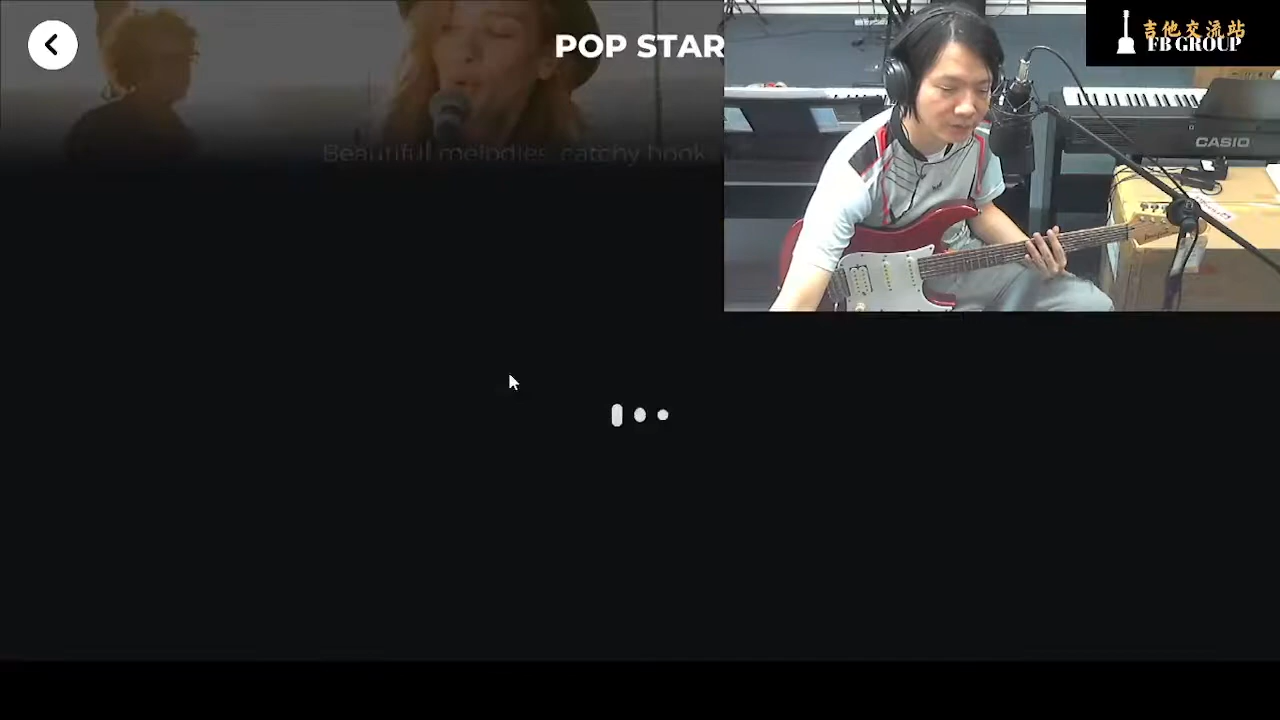 POP STAR
Beautiful melodies, catchy hook
吉他交流站
FB GROUP
CASIO